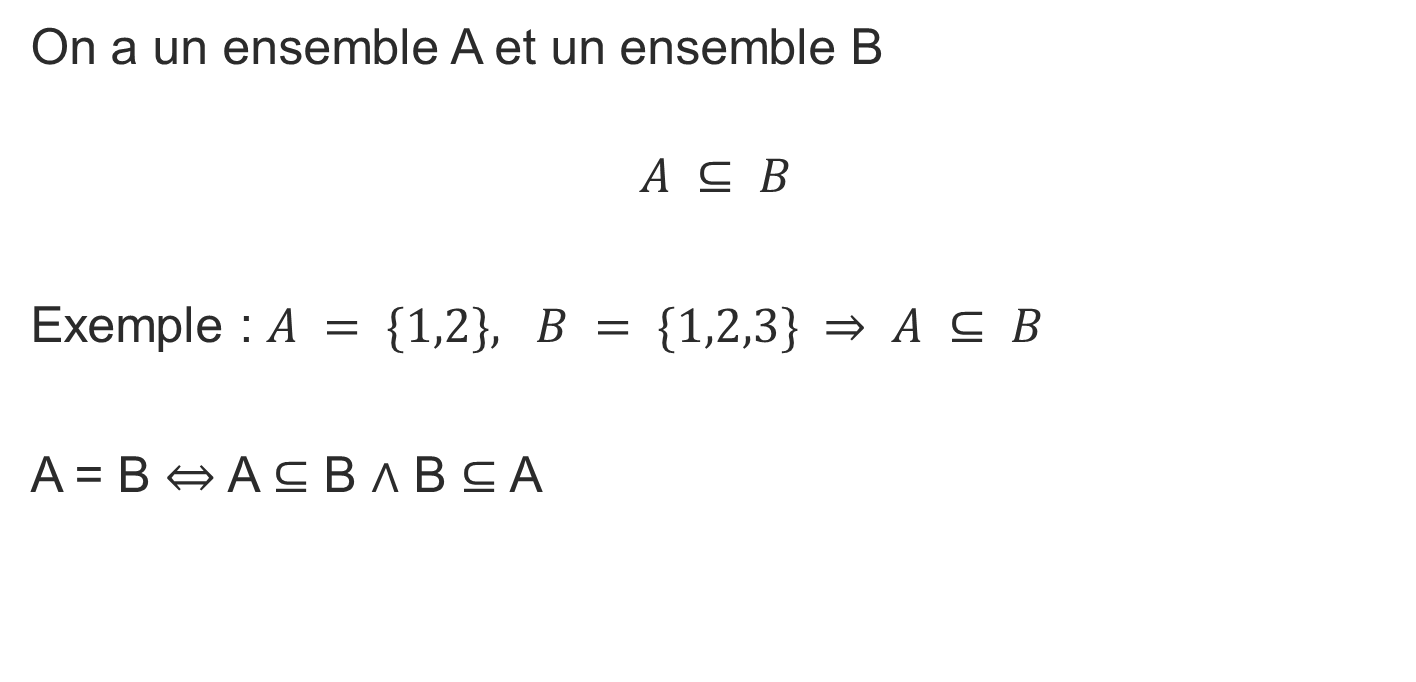 On a un ensemble A et un ensemble B
A ⊆ B
Exemple : A = {1,2}, B = {1,2,3} ⇒ A ⊆ B
A = B ⇔ A ⊆ B ∧ B ⊆ A